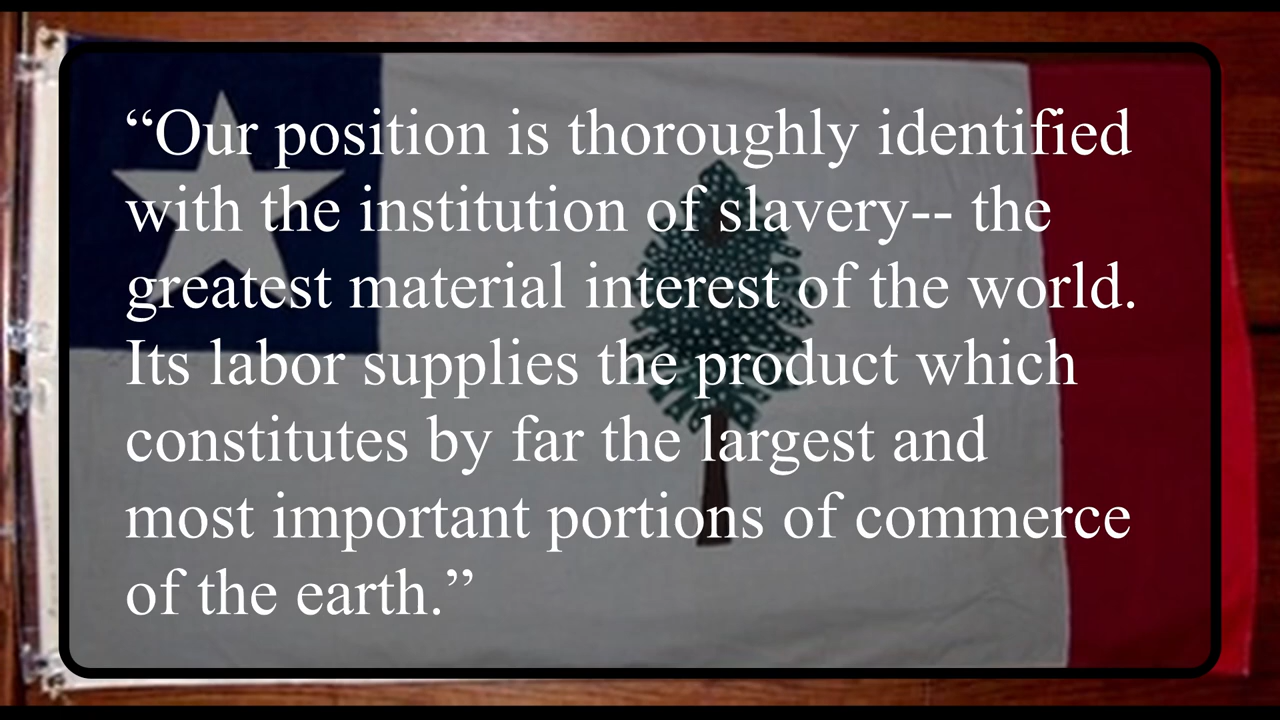 “Our position is thoroughly identified
with the institution of slavery-- the
greatest material interest of the world.
Its labor supplies the product which
constitutes by far the largest and
most important portions of commerce
of the earth.”